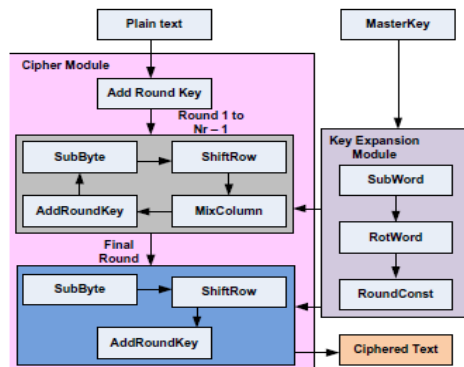 Plain text
MasterKey
Cipher Module
Add Round Key
Round 1 to
Nr – 1
SubByte
ShiftRow
AddRoundKey
MixColumn
Key Expansion
Module
SubWord
RotWord
RoundConst
Final
Round
SubByte
ShiftRow
AddRoundKey
Ciphered Text